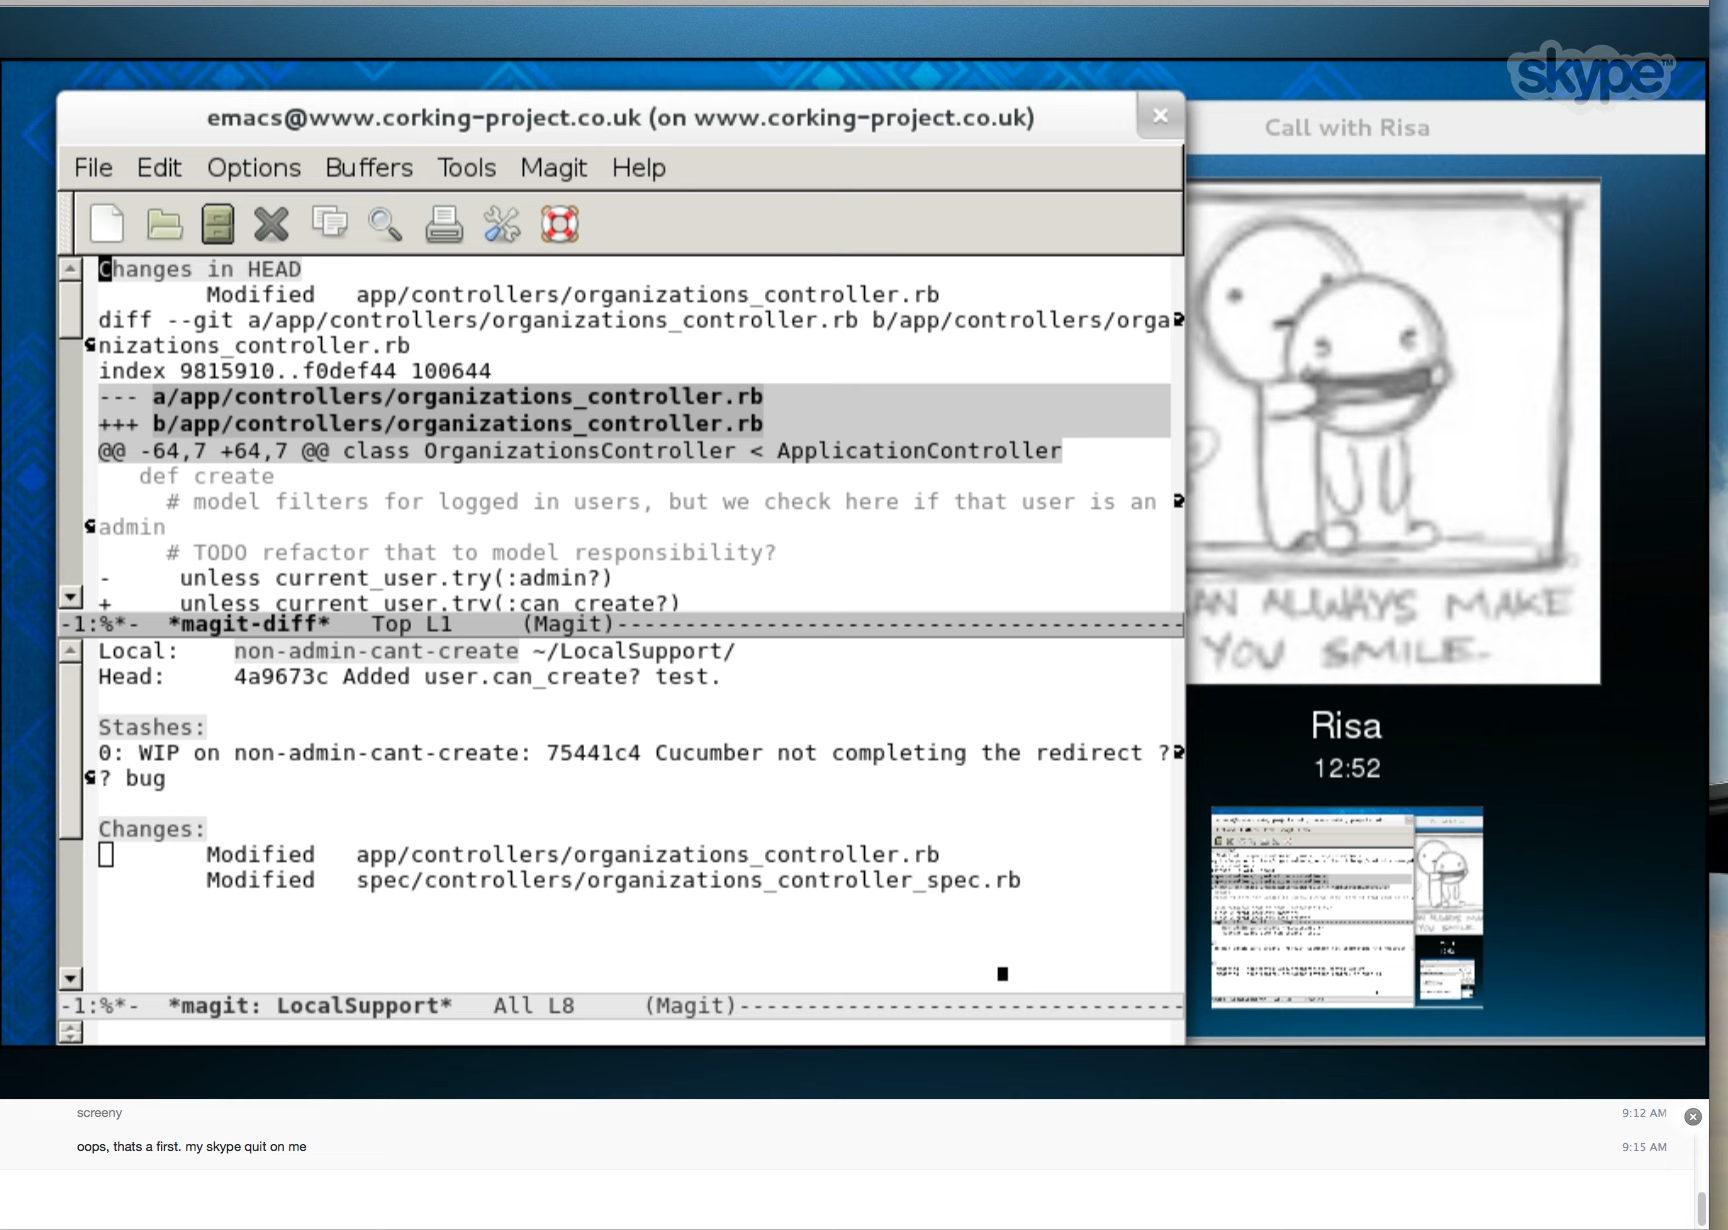 skype™
emacs@www.corking-project.co.uk (on www.corking-project.co.uk)
Call with Risa
File Edit Options Buffers Tools Magit Help
Changes in HEAD
Modified app/controllers/organizations_controller.rb
diff --git a/app/controllers/organizations_controller.rb b/app/controllers/orga
nizations_controller.rb
index 9815910..f0def44 100644
--- a/app/controllers/organizations_controller.rb
+++ b/app/controllers/organizations_controller.rb
@@ -64,7 +64,7 @@ class OrganizationsController < ApplicationController
def create
# model filters for logged in users, but we check here if that user is an
admin
# TODO refactor that to model responsibility?
- unless current_user.try(:admin?)
+ unless current_user.try(:can_create?)
-1:%*- *magit-diff* Top L1 (Magit)------------------------------------------
Local: non-admin-cant-create ~/LocalSupport/
Head: 4a9673c Added user.can_create? test.
Stashes:
0: WIP on non-admin-cant-create: 75441c4 Cucumber not completing the redirect ?
? bug
Changes:
Modified app/controllers/organizations_controller.rb
Modified spec/controllers/organizations_controller_spec.rb
-1:%*- *magit: LocalSupport* All L8 (Magit)---------------------------------
AN ALWAYS MAKE
YOU SMILE.
Risa
12:52
screeny 9:12 AM
oops, thats a first. my skype quit on me 9:15 AM